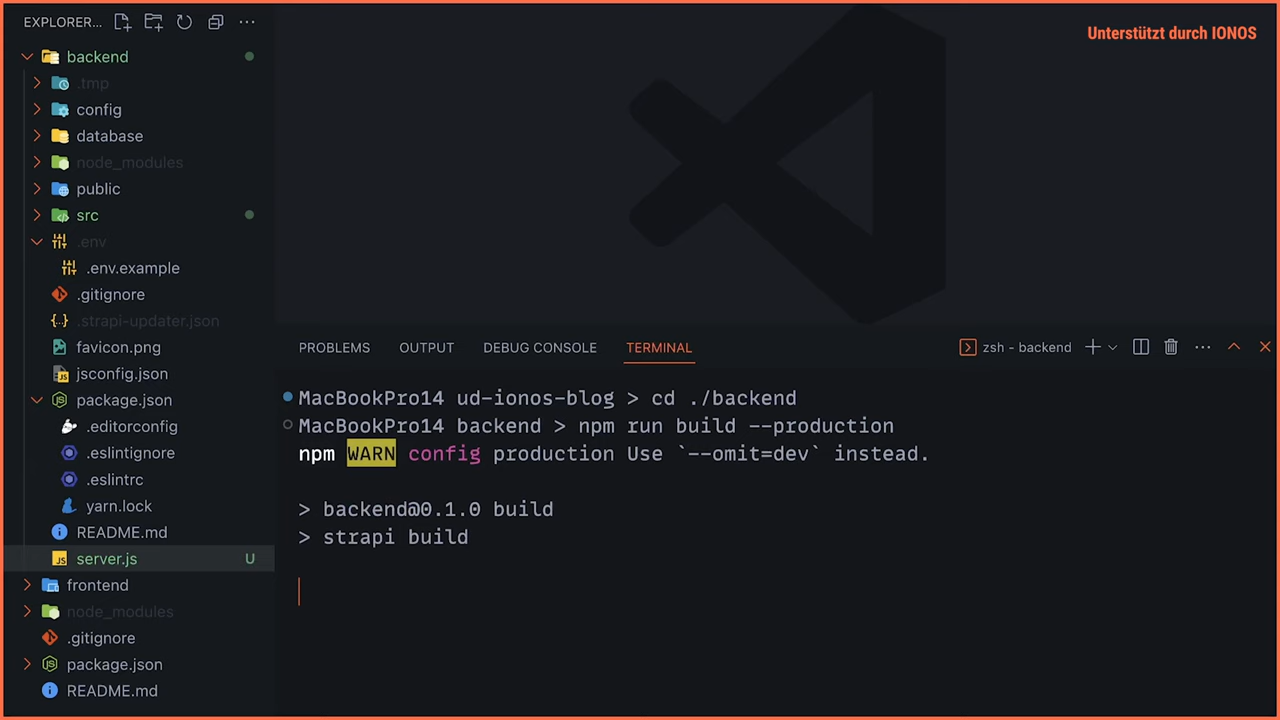 EXPLORER...
Unterstützt durch IONOS
backend
.tmp
config
database
node_modules
public
src
.env
.env.example
.gitignore
.strapi-updater.json
favicon.png
jsconfig.json
package.json
.editorconfig
.eslintignore
.eslintrc
yarn.lock
README.md
server.js U
frontend
node_modules
.gitignore
package.json
README.md
PROBLEMS OUTPUT DEBUG CONSOLE TERMINAL zsh - backend
MacBookPro14 ud-ionos-blog > cd ./backend
MacBookPro14 backend > npm run build --production
npm WARN config production Use `--omit=dev` instead.
> backend@0.1.0 build
> strapi build